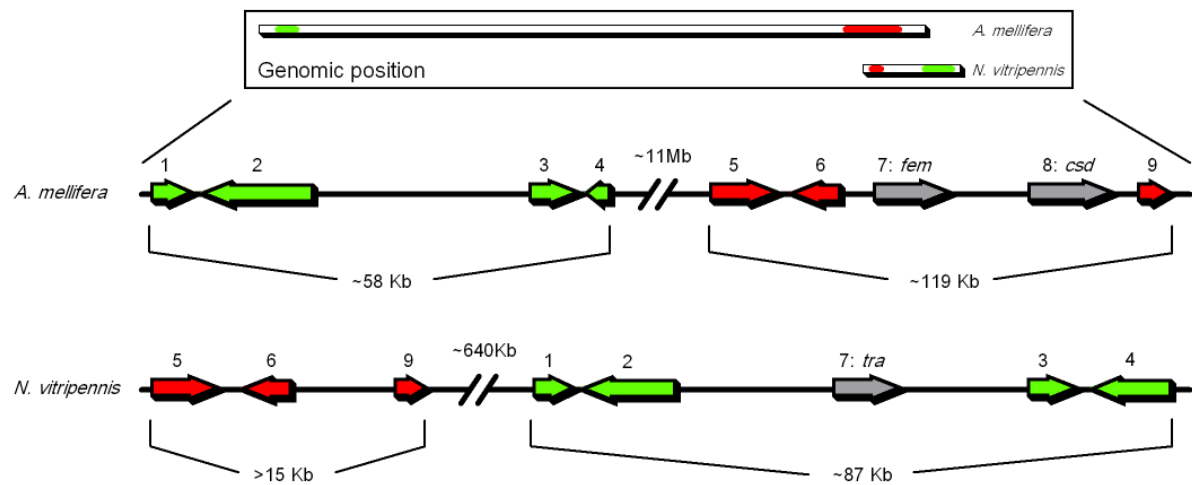 A. mellifera
Genomic position
N. vitripennis
1 2 3 4 ~11Mb 5 6 7: fem 8: csd 9
A. mellifera
~58 Kb ~119 Kb
5 6 9 ~640Kb 1 2 7: tra 3 4
N. vitripennis
>15 Kb ~87 Kb